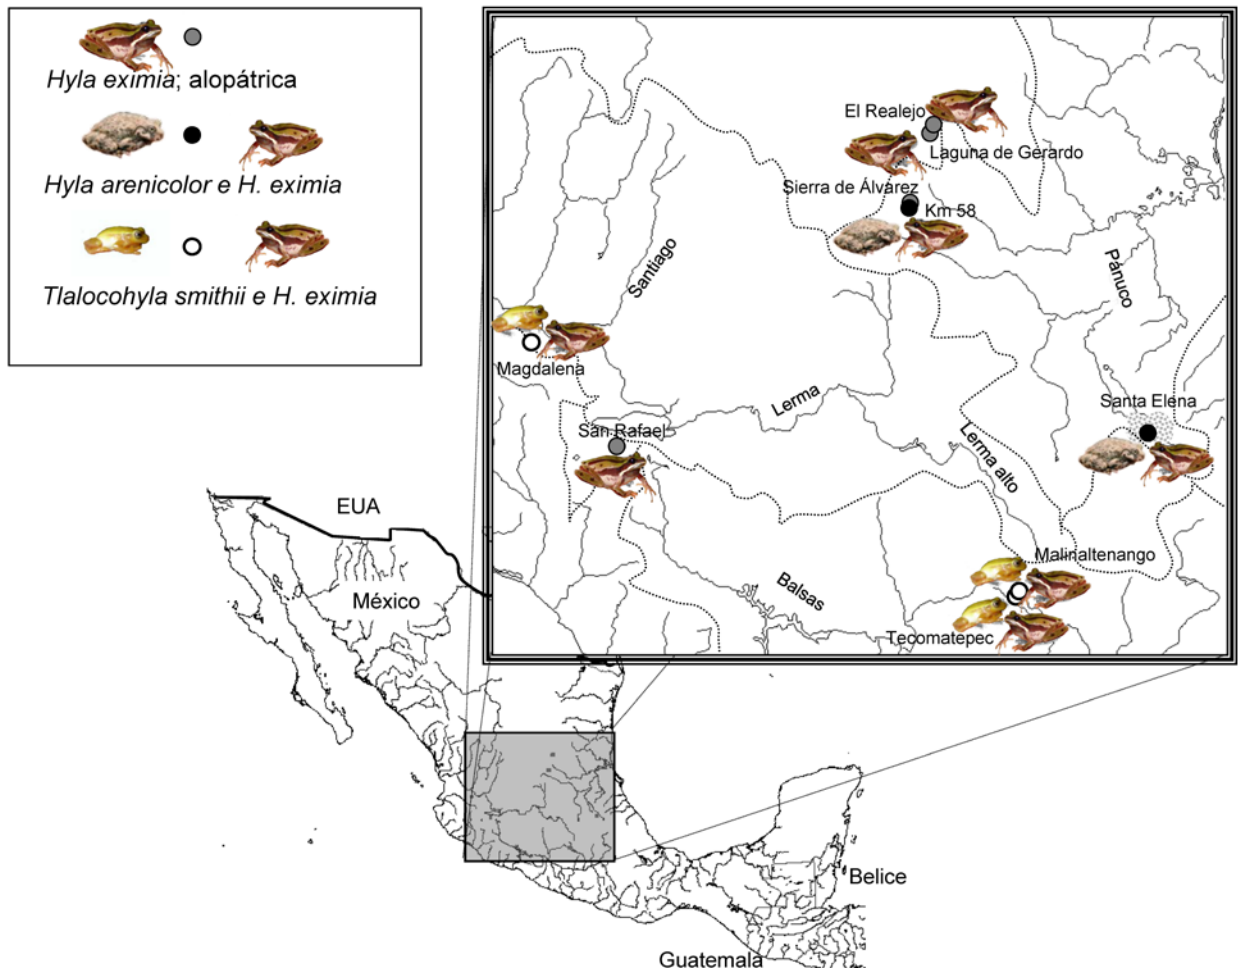 Hyla eximia; alopátrica
Hyla arenicolor e H. eximia
Tlalocohyla smithii e H. eximia
El Realejo
Laguna de Gerardo
Sierra de Álvarez
Km 58
Santiago
Pánuco
Magdalena
Lerma
Santa Elena
San Rafael
Lerma alto
Malinaltenango
Balsas
Tecomatepec
EUA
México
Belice
Guatemala